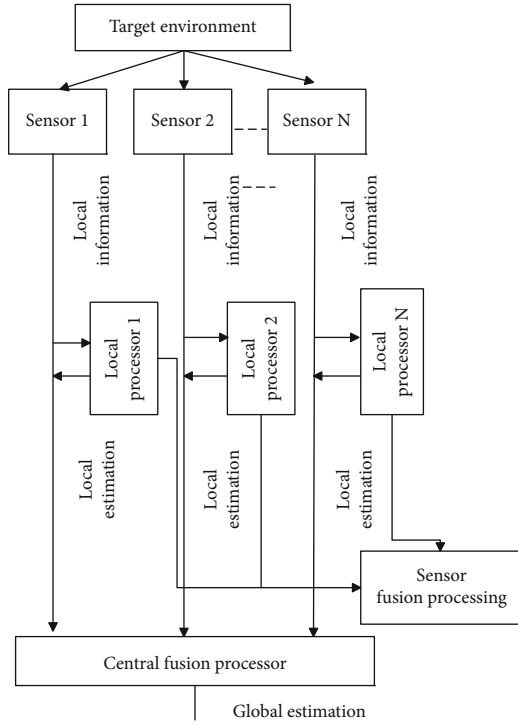 Target environment
Sensor 1
Sensor 2
Sensor N
Local
information
Local
information
Local
information
Local
processor 1
Local
processor 2
Local
processor N
Local
estimation
Local
estimation
Local
estimation
Sensor
fusion processing
Central fusion processor
Global estimation